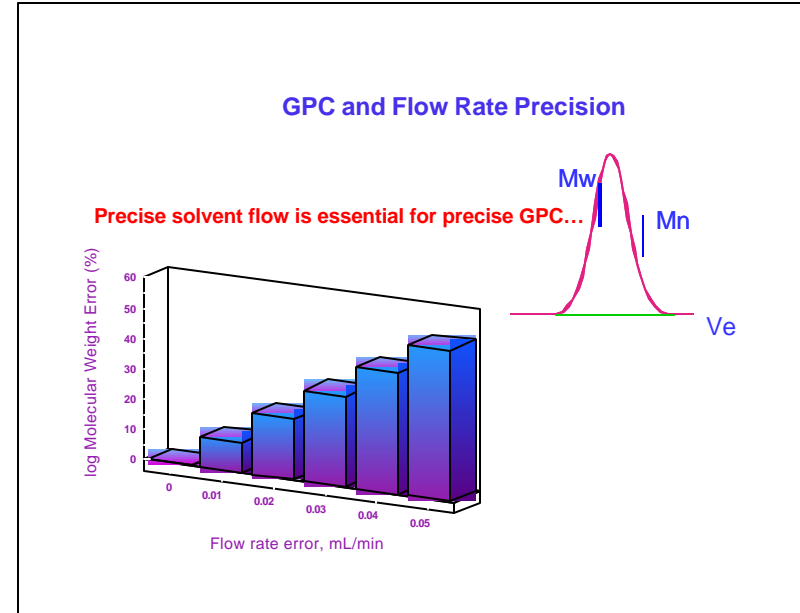 GPC and Flow Rate Precision
Mw
Precise solvent flow is essential for precise GPC…
Mn
Ve
log Molecular Weight Error (%)
60
50
40
30
20
10
0
0
0.01
0.02
0.03
0.04
0.05
Flow rate error, mL/min